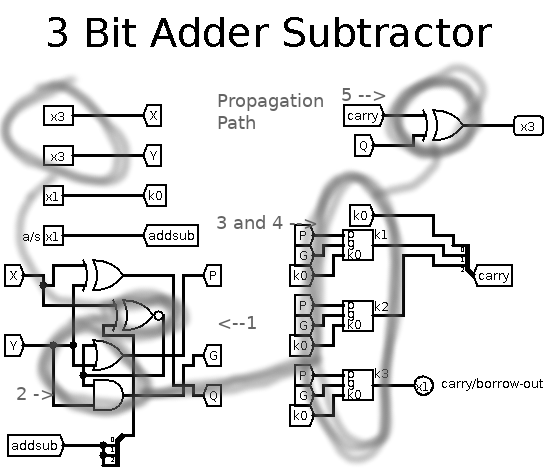 3 Bit Adder Subtractor
Propagation
Path
5 -->
x3
X
x3
Y
x1
k0
a/s
x1
addsub
carry
Q
x3
3 and 4 -->
k0
P
G
k0
p
g
k0
k1
carry
X
Y
P
G
Q
<--1
2 ->
addsub
P
G
k0
p
g
k0
k2
P
G
k0
p
g
k0
k3
x1
carry/borrow-out